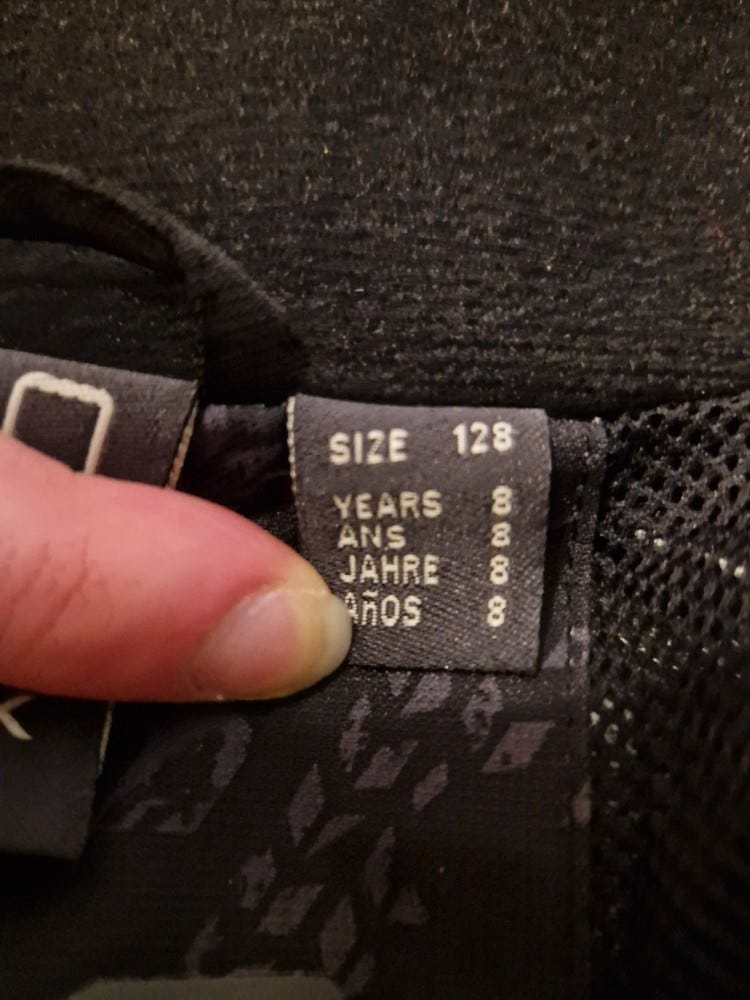 SIZE 128
YEARS 8
ANS 8
JAHRE 8
AñOS 8